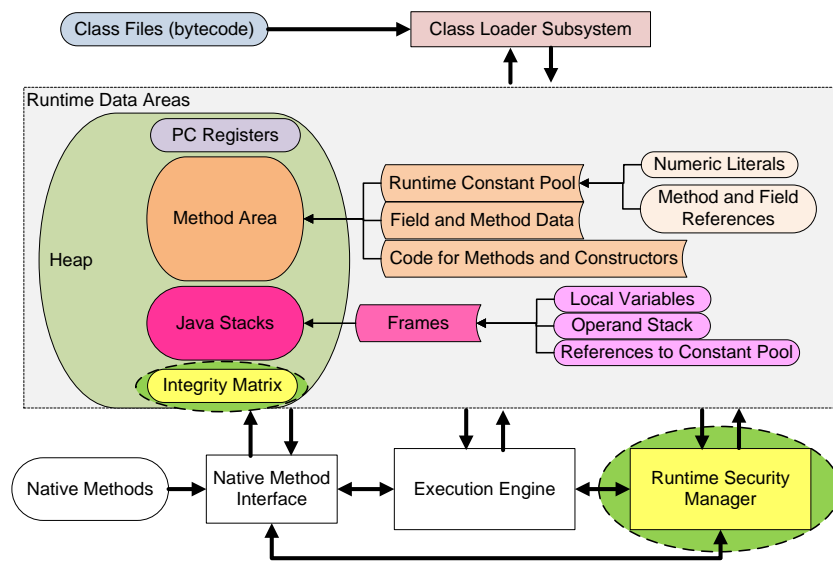 Class Files (bytecode)
Class Loader Subsystem
Runtime Data Areas
PC Registers
Numeric Literals
Runtime Constant Pool
Method and Field
References
Method Area
Field and Method Data
Heap
Code for Methods and Constructors
Local Variables
Java Stacks
Frames
Operand Stack
References to Constant Pool
Integrity Matrix
Native Methods
Native Method
Interface
Execution Engine
Runtime Security
Manager